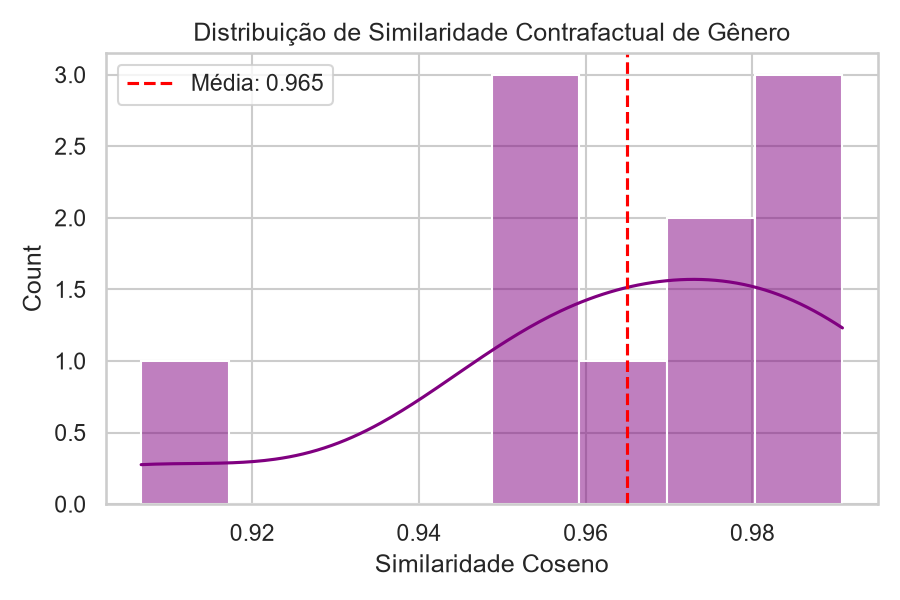 Distribuição de Similaridade Contrafactual de Gênero
Média: 0.965
3.0
2.5
2.0
1.5
1.0
0.5
0.0
Count
0.92
0.94
0.96
0.98
Similaridade Coseno